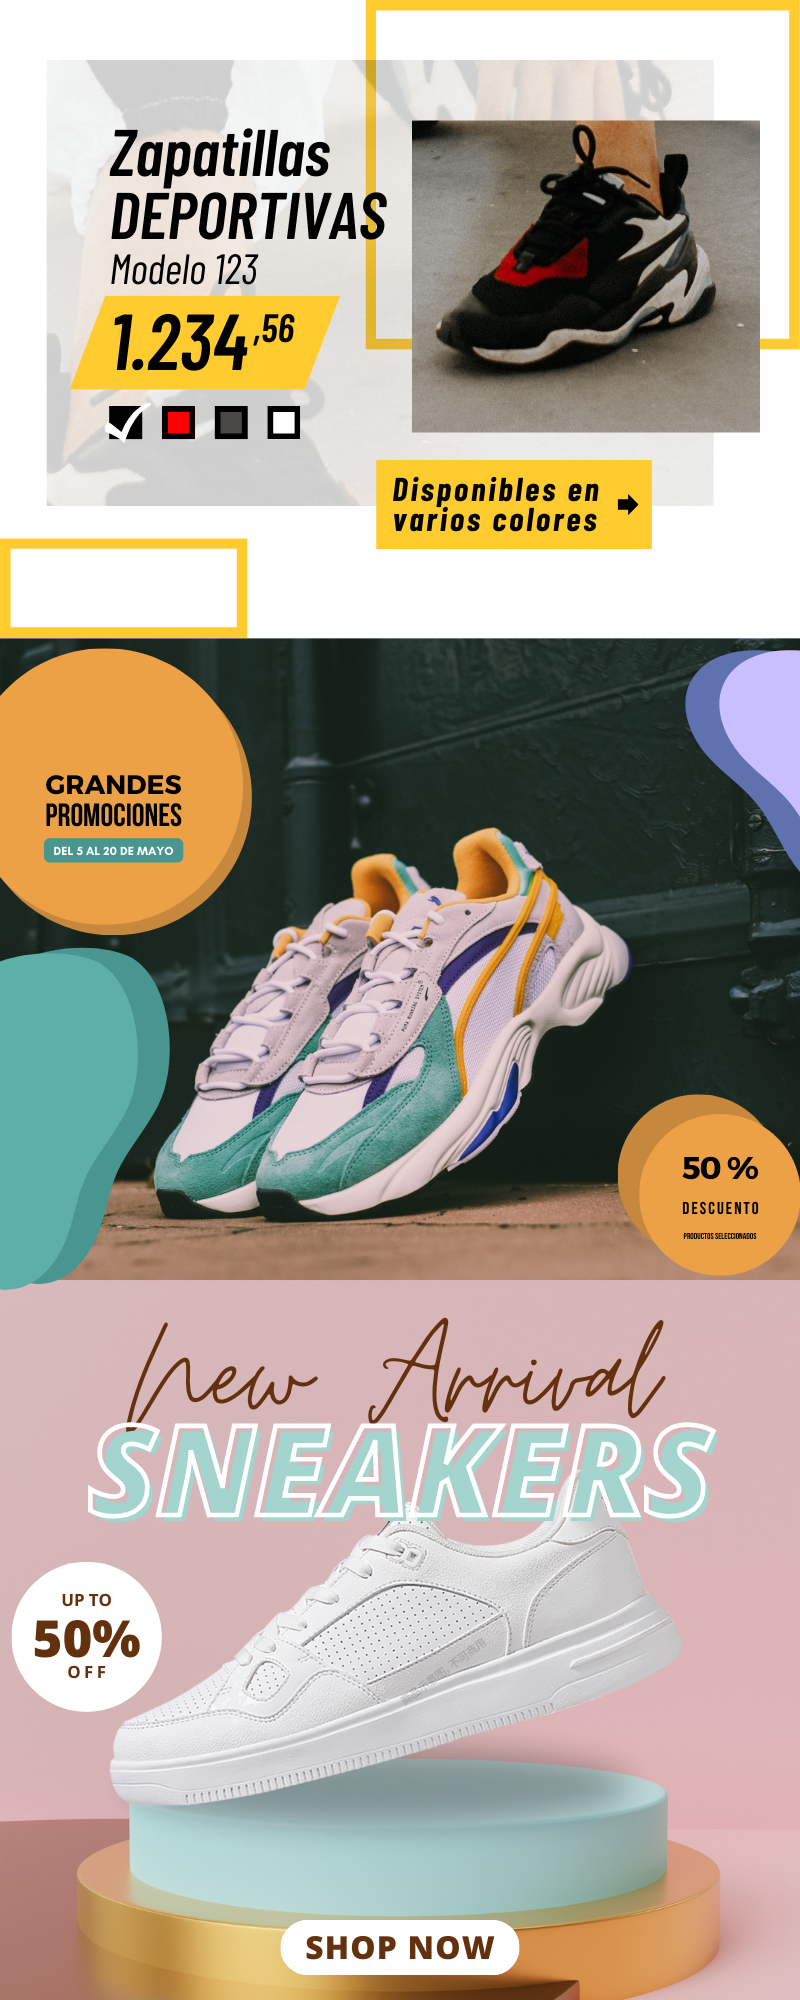 Zapatillas
DEPORTIVAS
Modelo 123
1.234,56
Disponibles en
varios colores
GRANDES
PROMOCIONES
DEL 5 AL 20 DE MAYO
50 %
DESCUENTO
PRODUCTOS SELECCIONADOS
New Arrival
SNEAKERS
UP TO
50%
OFF
SHOP NOW